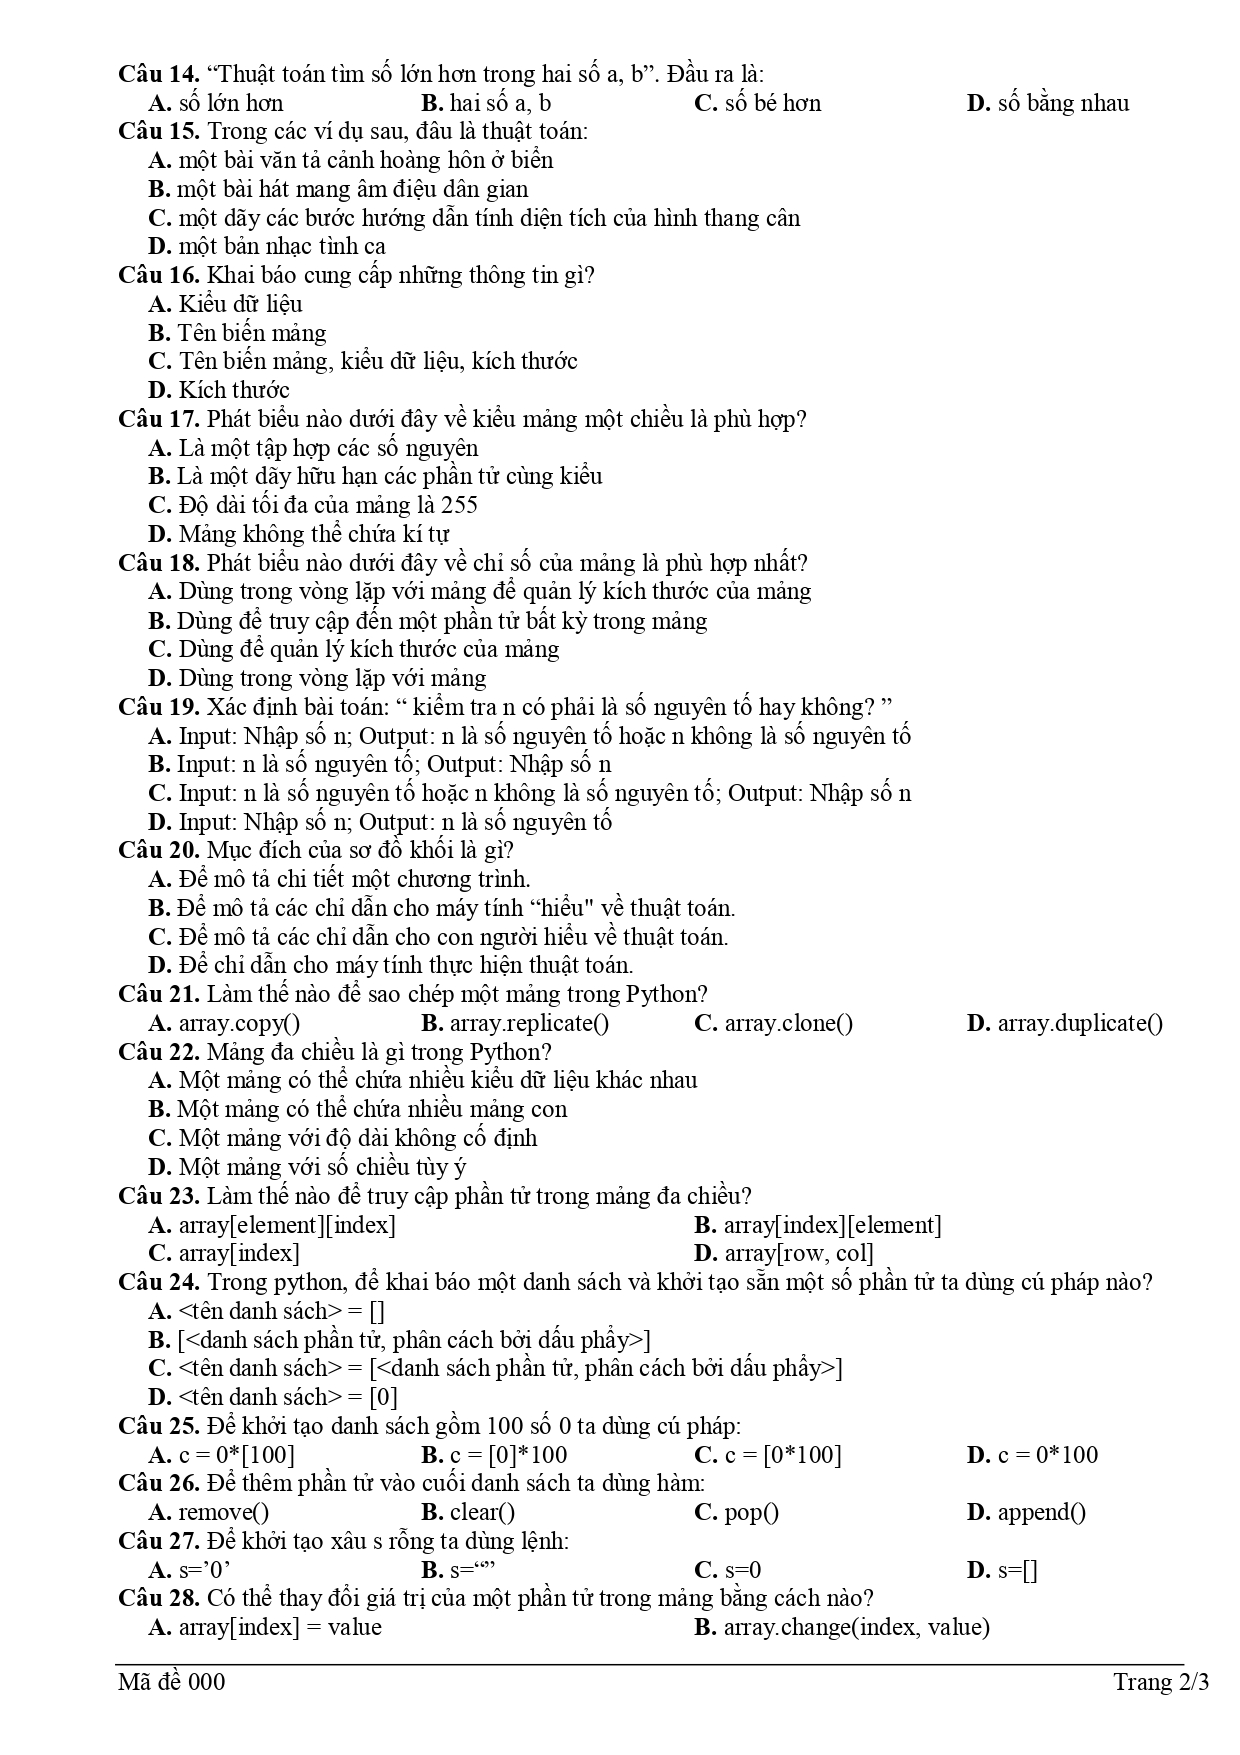 Câu 14. “Thuật toán tìm số lớn hơn trong hai số a, b”. Đầu ra là:
A. số lớn hơn B. hai số a, b C. số bé hơn D. số bằng nhau
Câu 15. Trong các ví dụ sau, đâu là thuật toán:
A. một bài văn tả cảnh hoàng hôn ở biển
B. một bài hát mang âm điệu dân gian
C. một dãy các bước hướng dẫn tính diện tích của hình thang cân
D. một bản nhạc tình ca
Câu 16. Khai báo cung cấp những thông tin gì?
A. Kiểu dữ liệu
B. Tên biến mảng
C. Tên biến mảng, kiểu dữ liệu, kích thước
D. Kích thước
Câu 17. Phát biểu nào dưới đây về kiểu mảng một chiều là phù hợp?
A. Là một tập hợp các số nguyên
B. Là một dãy hữu hạn các phần tử cùng kiểu
C. Độ dài tối đa của mảng là 255
D. Mảng không thể chứa kí tự
Câu 18. Phát biểu nào dưới đây về chỉ số của mảng là phù hợp nhất?
A. Dùng trong vòng lặp với mảng để quản lý kích thước của mảng
B. Dùng để truy cập đến một phần tử bất kỳ trong mảng
C. Dùng để quản lý kích thước của mảng
D. Dùng trong vòng lặp với mảng
Câu 19. Xác định bài toán: “ kiểm tra n có phải là số nguyên tố hay không? ”
A. Input: Nhập số n; Output: n là số nguyên tố hoặc n không là số nguyên tố
B. Input: n là số nguyên tố; Output: Nhập số n
C. Input: n là số nguyên tố hoặc n không là số nguyên tố; Output: Nhập số n
D. Input: Nhập số n; Output: n là số nguyên tố
Câu 20. Mục đích của sơ đồ khối là gì?
A. Để mô tả chi tiết một chương trình.
B. Để mô tả các chỉ dẫn cho máy tính “hiểu" về thuật toán.
C. Để mô tả các chỉ dẫn cho con người hiểu về thuật toán.
D. Để chỉ dẫn cho máy tính thực hiện thuật toán.
Câu 21. Làm thế nào để sao chép một mảng trong Python?
A. array.copy() B. array.replicate() C. array.clone() D. array.duplicate()
Câu 22. Mảng đa chiều là gì trong Python?
A. Một mảng có thể chứa nhiều kiểu dữ liệu khác nhau
B. Một mảng có thể chứa nhiều mảng con
C. Một mảng với độ dài không cố định
D. Một mảng với số chiều tùy ý
Câu 23. Làm thế nào để truy cập phần tử trong mảng đa chiều?
A. array[element][index] B. array[index][element]
C. array[index] D. array[row, col]
Câu 24. Trong python, để khai báo một danh sách và khởi tạo sẵn một số phần tử ta dùng cú pháp nào?
A. <tên danh sách> = []
B. [<danh sách phần tử, phân cách bởi dấu phẩy>]
C. <tên danh sách> = [<danh sách phần tử, phân cách bởi dấu phẩy>]
D. <tên danh sách> = [0]
Câu 25. Để khởi tạo danh sách gồm 100 số 0 ta dùng cú pháp:
A. c = 0*[100] B. c = [0]*100 C. c = [0*100] D. c = 0*100
Câu 26. Để thêm phần tử vào cuối danh sách ta dùng hàm:
A. remove() B. clear() C. pop() D. append()
Câu 27. Để khởi tạo xâu s rỗng ta dùng lệnh:
A. s=’0’ B. s=“” C. s=0 D. s=[]
Câu 28. Có thể thay đổi giá trị của một phần tử trong mảng bằng cách nào?
A. array[index] = value B. array.change(index, value)
Mã đề 000 Trang 2/3